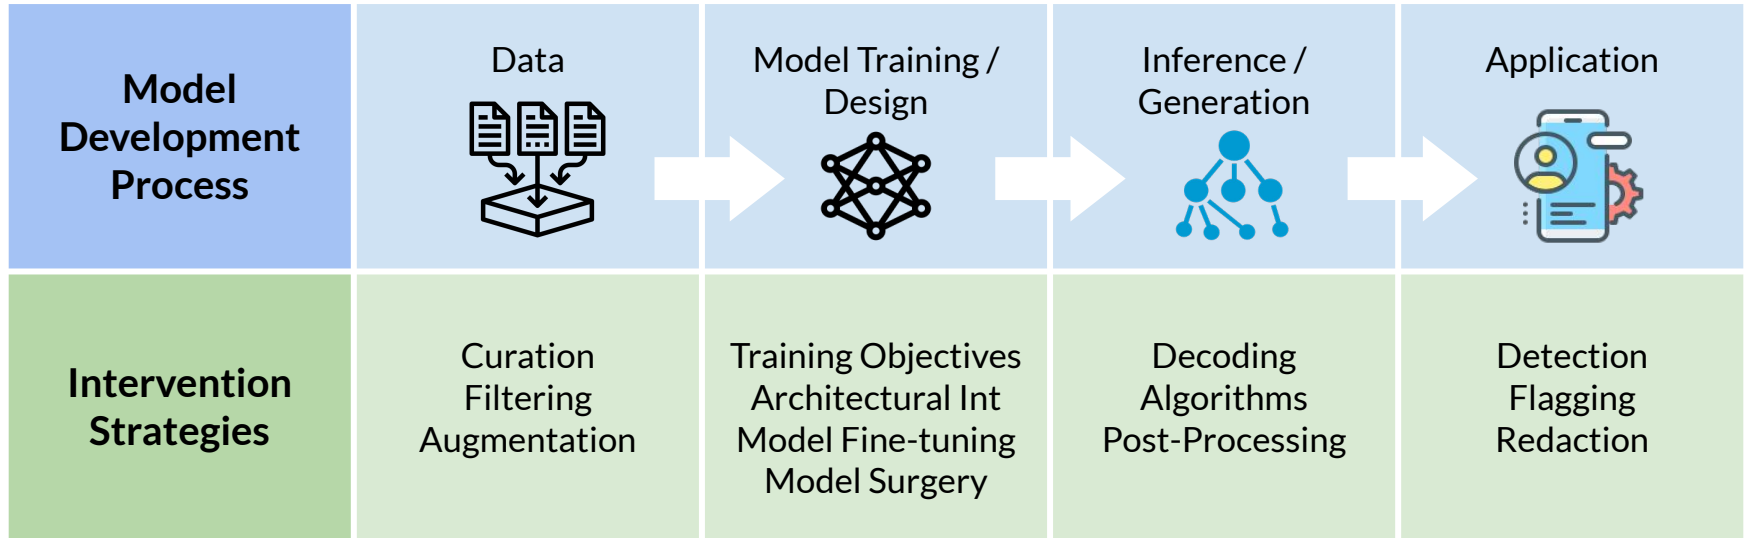 Model
Development
Process
Data
Model Training /
Design
Inference /
Generation
Application
Intervention
Strategies
Curation
Filtering
Augmentation
Training Objectives
Architectural Int
Model Fine-tuning
Model Surgery
Decoding
Algorithms
Post-Processing
Detection
Flagging
Redaction